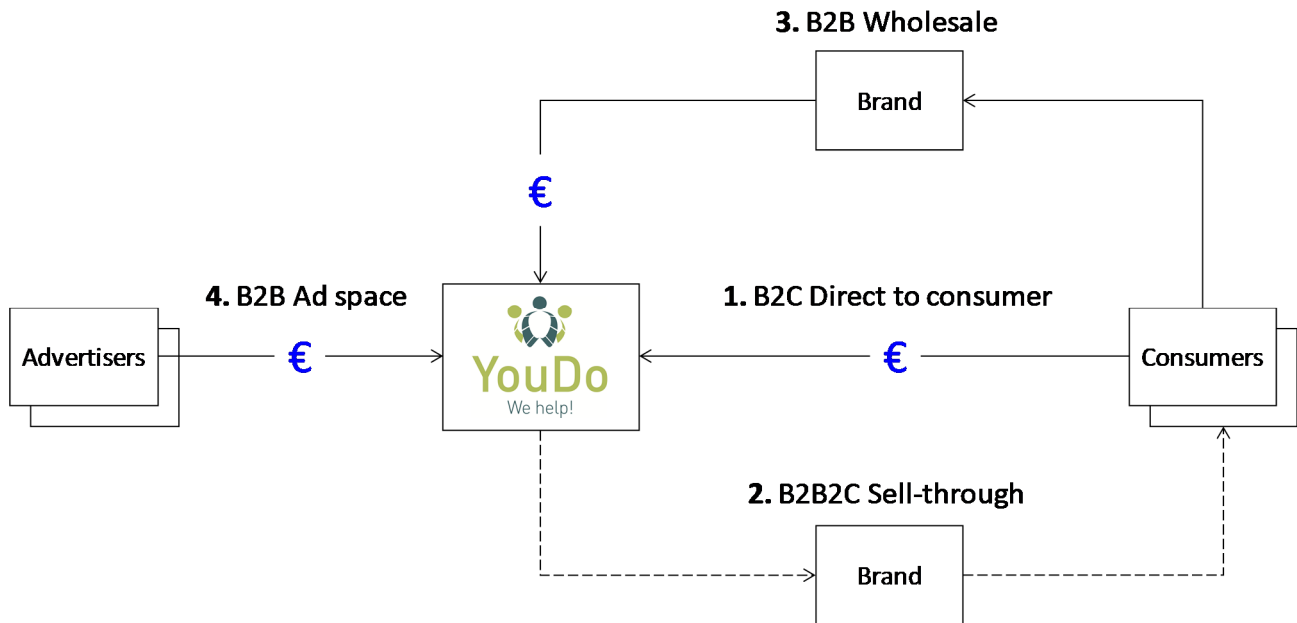 3. B2B Wholesale
Brand
€
4. B2B Ad space
1. B2C Direct to consumer
Advertisers
€
YouDo
We help!
€
Consumers
2. B2B2C Sell-through
Brand